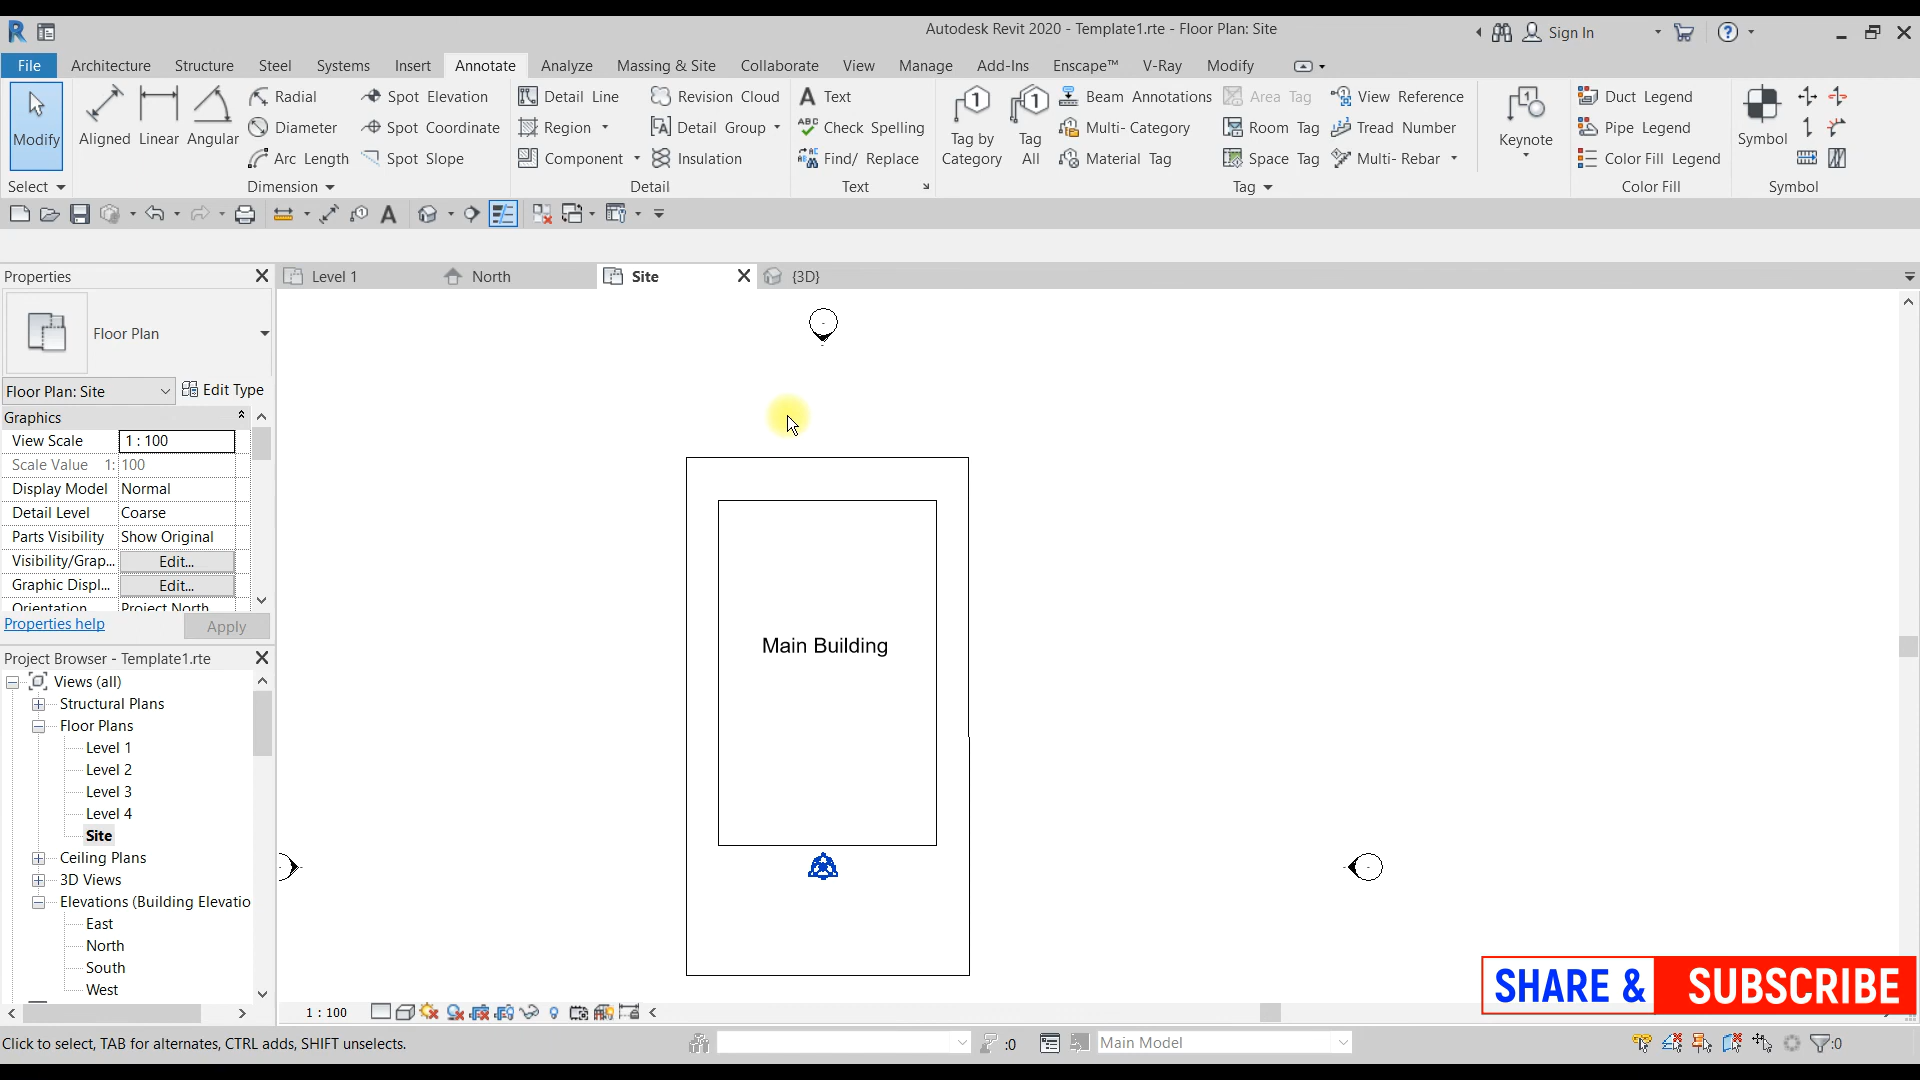 Autodesk Revit 2020 - Template1.rte - Floor Plan: Site
Sign In
File Architecture Structure Steel Systems Insert Annotate Analyze Massing & Site Collaborate View Manage Add-Ins Enscape™ V-Ray Modify
Modify
Aligned
Linear
Angular
Radial
Diameter
Arc Length
Spot Elevation
Spot Coordinate
Spot Slope
Detail Line
Region
Component
Revision Cloud
Detail Group
Insulation
Text
Check Spelling
Find/ Replace
Tag by
Category
Tag
All
Beam Annotations
Multi- Category
Material Tag
Area Tag
Room Tag
Space Tag
View Reference
Tread Number
Multi- Rebar
Keynote
Duct Legend
Pipe Legend
Color Fill Legend
Symbol
Select Dimension Detail Text Tag Color Fill Symbol
Properties
Level 1 North Site {3D}
Floor Plan
Floor Plan: Site Edit Type
Graphics
View Scale 1 : 100
Scale Value 1: 100
Display Model Normal
Detail Level Coarse
Parts Visibility Show Original
Visibility/Grap... Edit...
Graphic Displ... Edit...
Orientation Project North
Properties help Apply
Project Browser - Template1.rte
Views (all)
Structural Plans
Floor Plans
Level 1
Level 2
Level 3
Level 4
Site
Ceiling Plans
3D Views
Elevations (Building Elevatio
East
North
South
West
Main Building
SHARE & SUBSCRIBE
1 : 100
Click to select, TAB for alternates, CTRL adds, SHIFT unselects.
:0
Main Model
:0